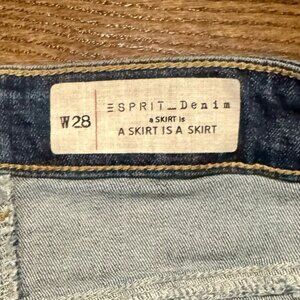 ESPRIT_Denim
W28
a SKIRT is
A SKIRT IS A SKIRT